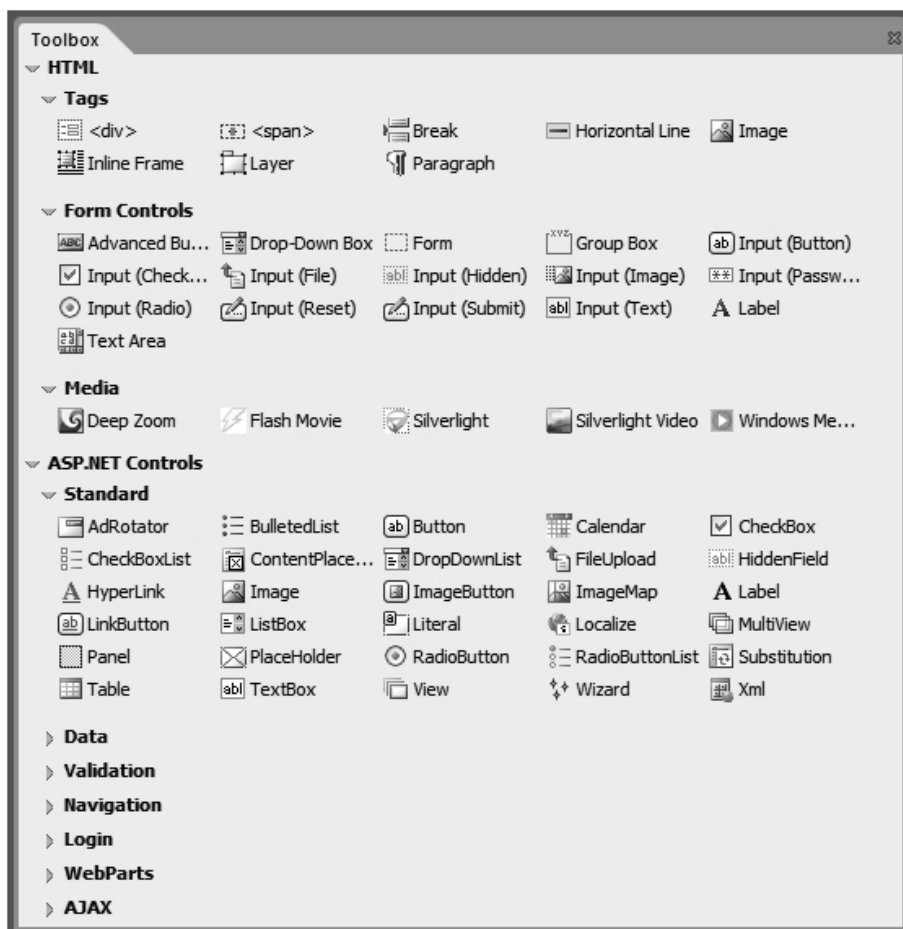 Toolbox
HTML
Tags
<div> <span> Break Horizontal Line Image
Inline Frame Layer Paragraph
Form Controls
Advanced Bu... Drop-Down Box Form Group Box Input (Button)
Input (Check... Input (File) Input (Hidden) Input (Image) Input (Passw...
Input (Radio) Input (Reset) Input (Submit) Input (Text) Label
Text Area
Media
Deep Zoom Flash Movie Silverlight Silverlight Video Windows Me...
ASP.NET Controls
Standard
AdRotator BulletedList Button Calendar CheckBox
CheckBoxList ContentPlace... DropDownList FileUpload HiddenField
HyperLink Image ImageButton ImageMap Label
LinkButton ListBox Literal Localize MultiView
Panel PlaceHolder RadioButton RadioButtonList Substitution
Table TextBox View Wizard Xml
Data
Validation
Navigation
Login
WebParts
AJAX